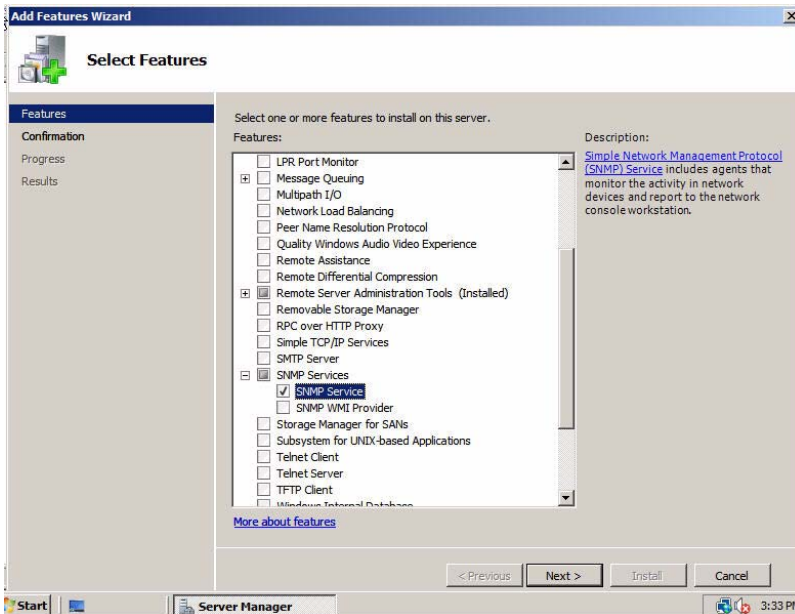 Add Features Wizard
Select Features
Features
Confirmation
Progress
Results
Select one or more features to install on this server.
Features:
LPR Port Monitor
Message Queuing
Multipath I/O
Network Load Balancing
Peer Name Resolution Protocol
Quality Windows Audio Video Experience
Remote Assistance
Remote Differential Compression
Remote Server Administration Tools (Installed)
Removable Storage Manager
RPC over HTTP Proxy
Simple TCP/IP Services
SMTP Server
SNMP Services
SNMP Service
SNMP WMI Provider
Storage Manager for SANs
Subsystem for UNIX-based Applications
Telnet Client
Telnet Server
TFTP Client
Windows Internal Database
More about features
Description:
Simple Network Management Protocol
(SNMP) Service includes agents that
monitor the activity in network
devices and report to the network
console workstation.
< Previous
Next >
Install
Cancel
Start
Server Manager
3:33 PM